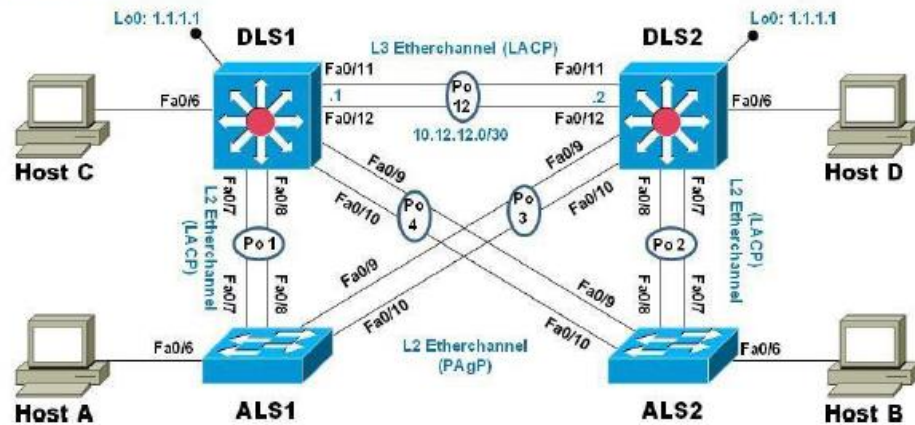 Lo0: 1.1.1.1
Lo0: 1.1.1.1
DLS1
DLS2
L3 Etherchannel (LACP)
Fa0/11
Fa0/11
Po
12
.1
.2
Fa0/12
Fa0/12
10.12.12.0/30
Fa0/6
Fa0/6
Host C
Host D
Fa0/9
Fa0/9
Fa0/10
Fa0/10
Po
4
Po
3
Fa0/7
Fa0/8
Fa0/8
Fa0/7
L2 Etherchannel
(LACP)
L2 Etherchannel
(LACP)
Po 1
Po 2
Fa0/7
Fa0/8
Fa0/8
Fa0/7
Fa0/9
Fa0/10
Fa0/9
Fa0/10
L2 Etherchannel
(PAgP)
Fa0/6
Fa0/6
Host A
ALS1
ALS2
Host B